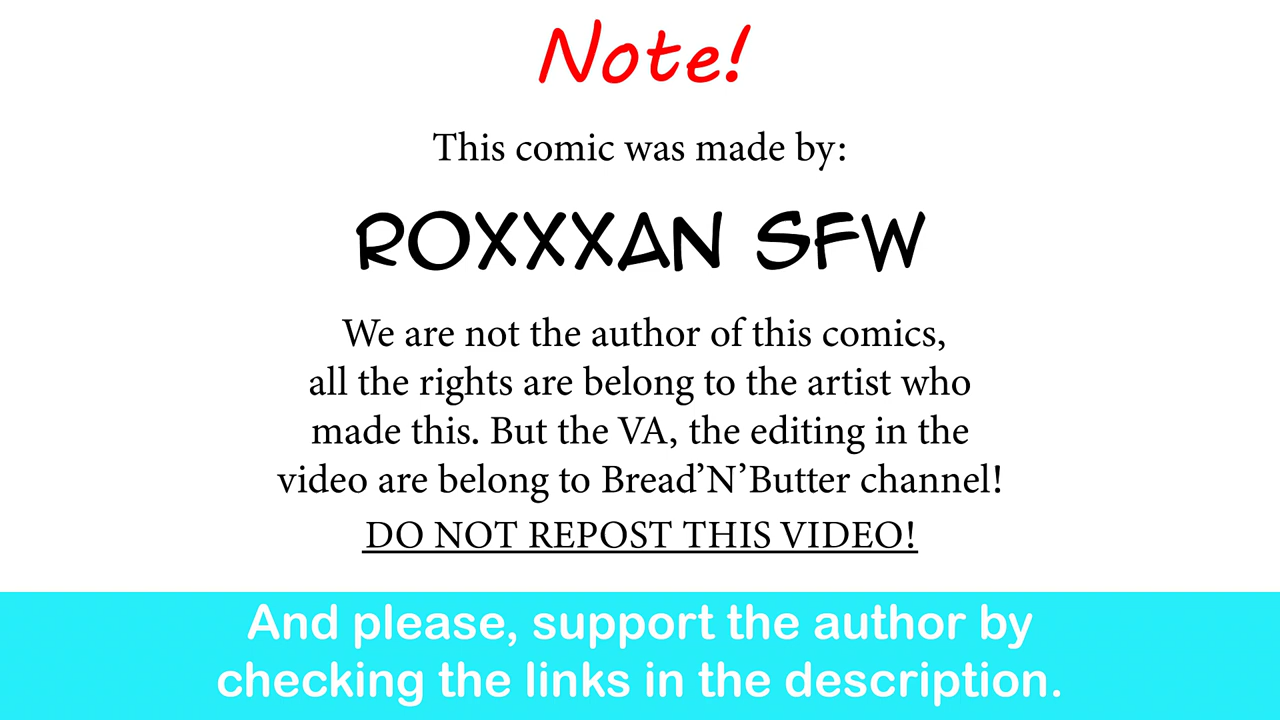 Note!
This comic was made by:
ROXXXAN SFW
We are not the author of this comics,
all the rights are belong to the artist who
made this. But the VA, the editing in the
video are belong to Bread’N’Butter channel!
DO NOT REPOST THIS VIDEO!
And please, support the author by
checking the links in the description.